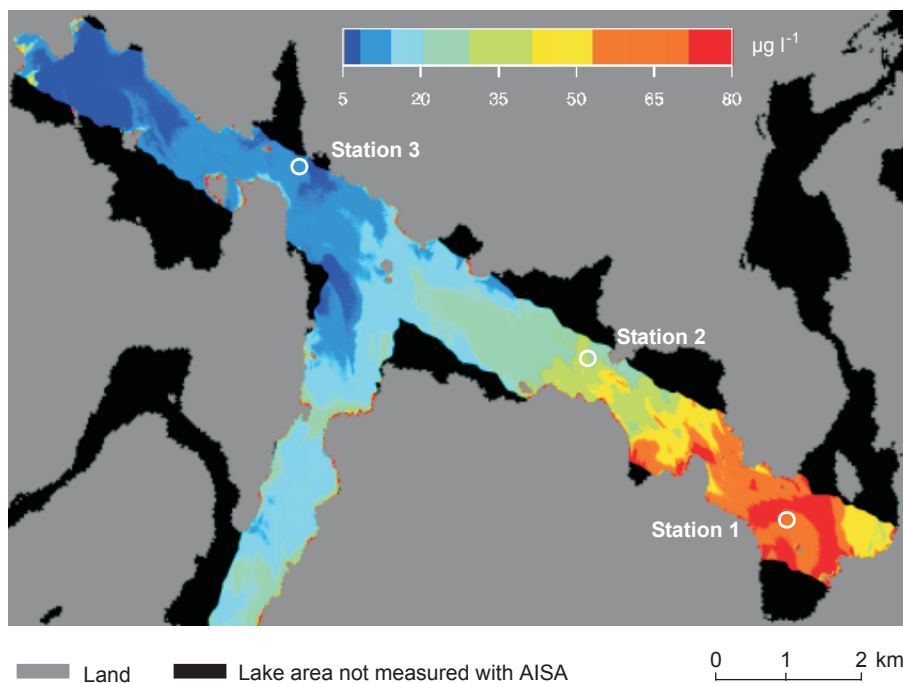 µg l⁻¹
5 20 35 50 65 80
Station 3
Station 2
Station 1
0 1 2 km
Land Lake area not measured with AISA